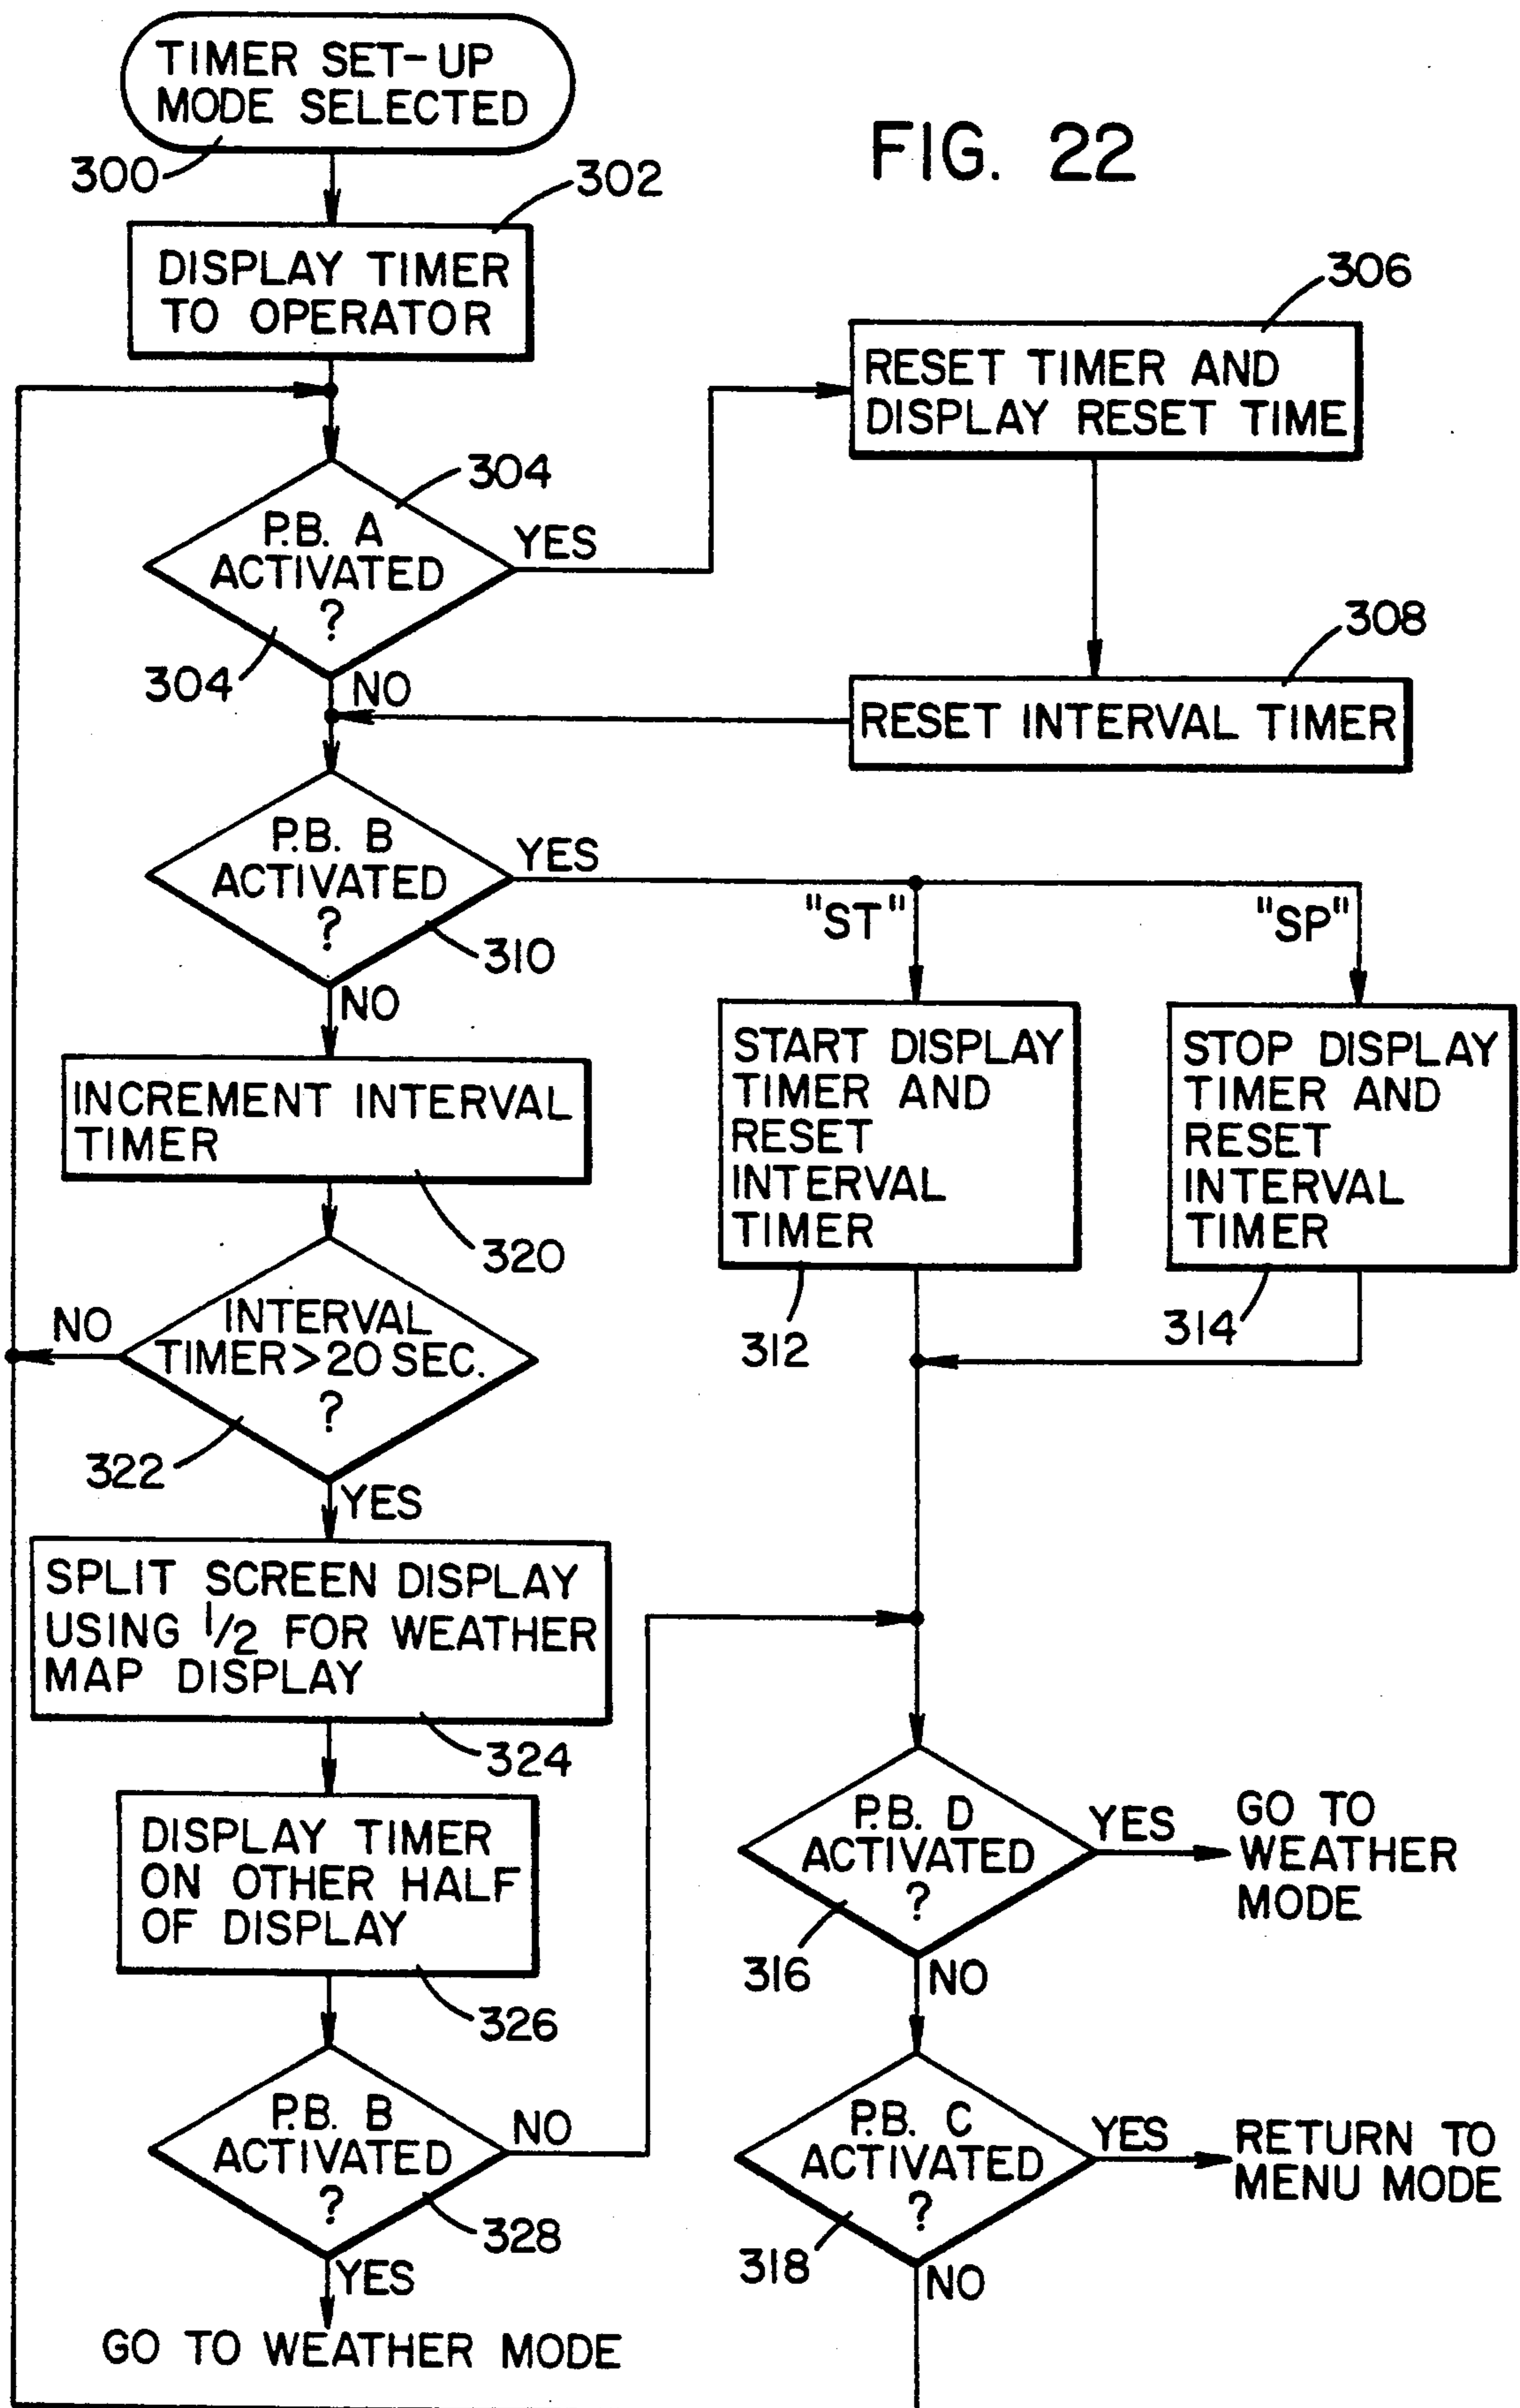 TIMER SET-UP
MODE SELECTED
300
FIG. 22
302
DISPLAY TIMER
TO OPERATOR
306
RESET TIMER AND
DISPLAY RESET TIME
304
P.B. A
ACTIVATED
?
YES
304
NO
308
RESET INTERVAL TIMER
P.B. B
ACTIVATED
?
YES
310
NO
"ST"
"SP"
START DISPLAY
TIMER AND
RESET
INTERVAL
TIMER
312
STOP DISPLAY
TIMER AND
RESET
INTERVAL
TIMER
314
INCREMENT INTERVAL
TIMER
320
INTERVAL
TIMER>20 SEC.
?
NO
322
YES
SPLIT SCREEN DISPLAY
USING 1/2 FOR WEATHER
MAP DISPLAY
324
DISPLAY TIMER
ON OTHER HALF
OF DISPLAY
326
P.B. B
ACTIVATED
?
NO
328
YES
GO TO WEATHER MODE
P.B. D
ACTIVATED
?
YES
GO TO
WEATHER
MODE
316
NO
P.B. C
ACTIVATED
?
YES
RETURN TO
MENU MODE
318
NO